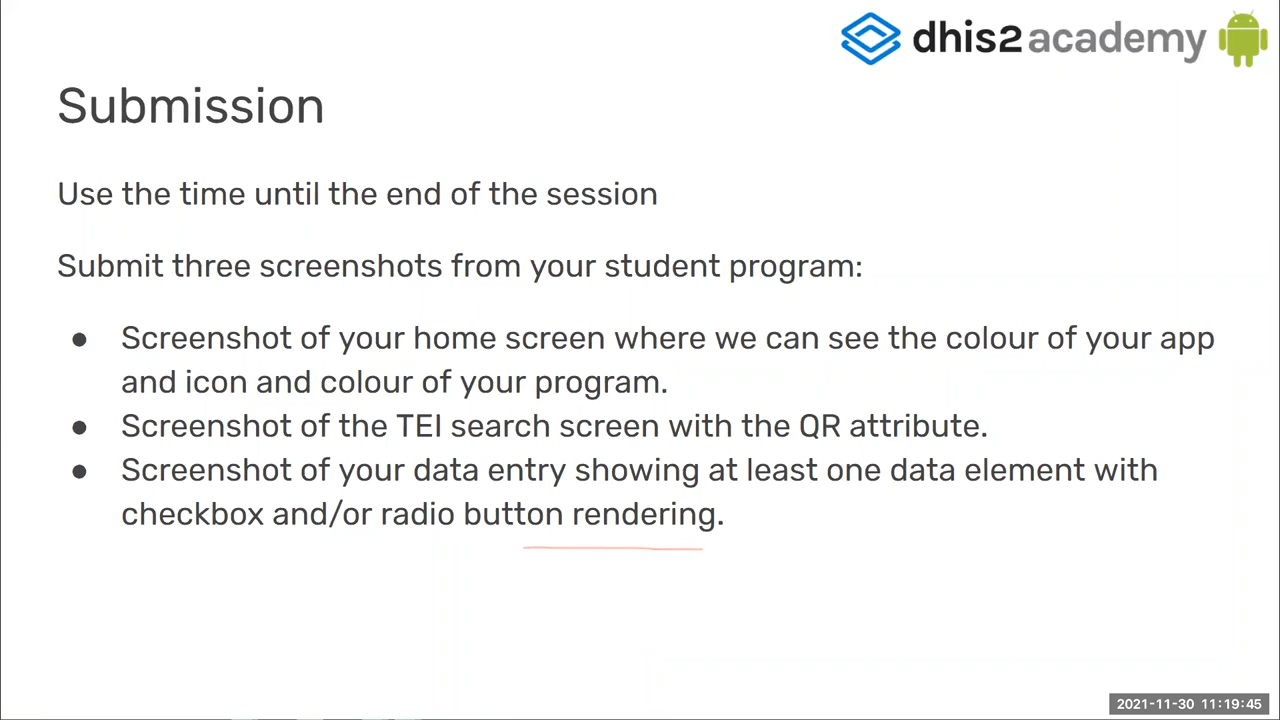 dhis2 academy
Submission
Use the time until the end of the session
Submit three screenshots from your student program:
● Screenshot of your home screen where we can see the colour of your app
and icon and colour of your program.
● Screenshot of the TEI search screen with the QR attribute.
● Screenshot of your data entry showing at least one data element with
checkbox and/or radio button rendering.
2021-11-30 11:19:45